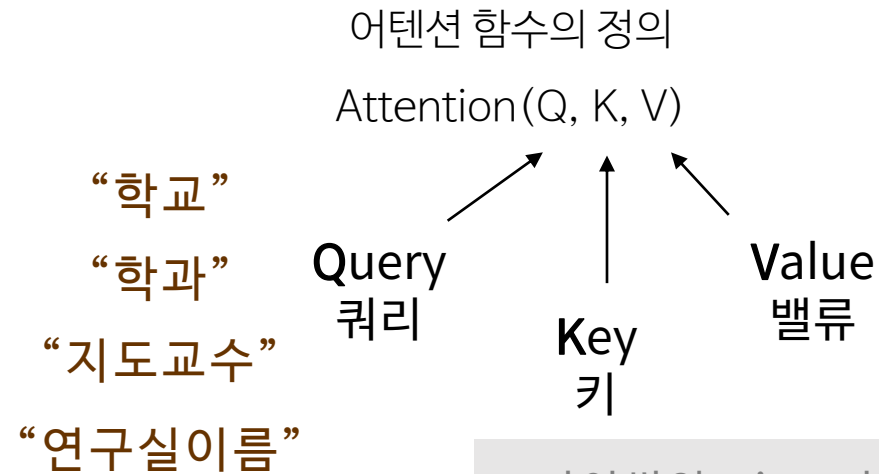 어텐션 함수의 정의
Attention(Q, K, V)
“학교”
“학과”
“지도교수”
“연구실이름”
Query
쿼리
Key
키
Value
밸류